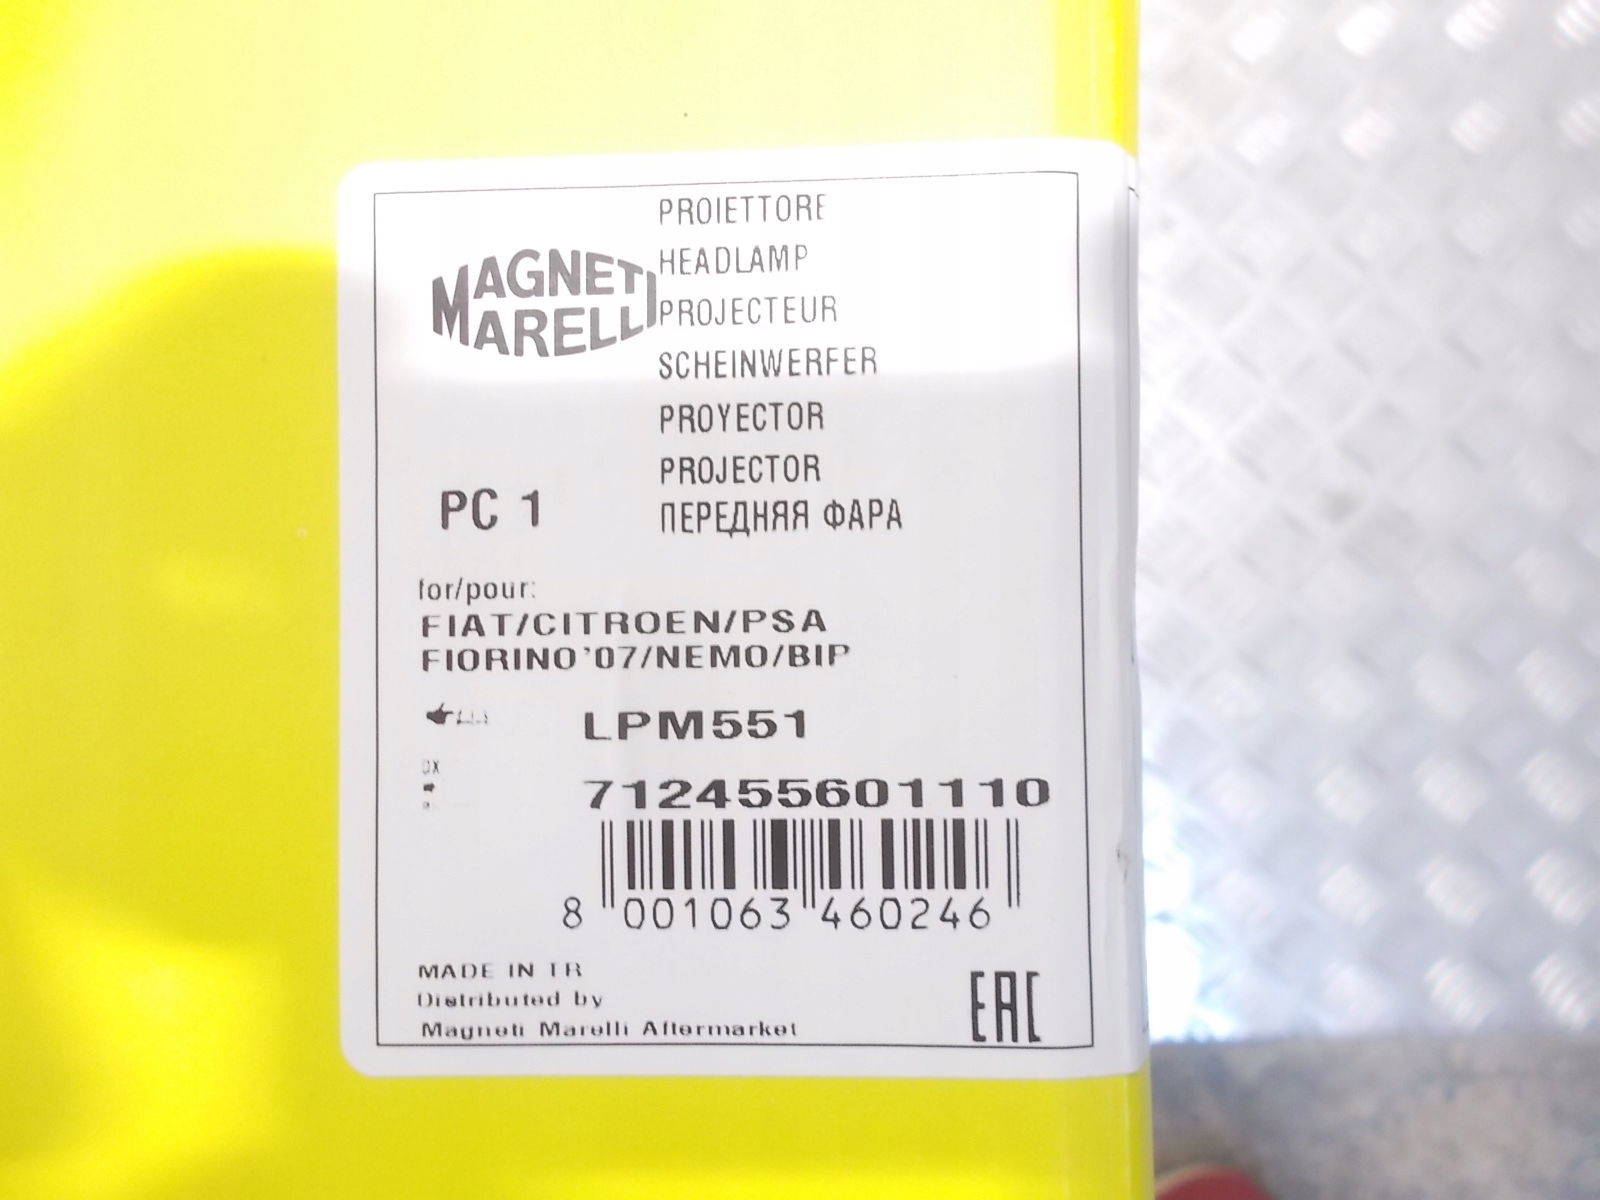 MAGNETI
MARELLI
PROIETTORE
HEADLAMP
PROJECTEUR
SCHEINWERFER
PROYECTOR
PROJECTOR
ПЕРЕДНЯЯ ФАРА
PC 1
for/pour:
FIAT/CITROEN/PSA
FIORINO'07/NEMO/BIP
LPM551
DX
712455601110
8 001063 460246
MADE IN TR
Distributed by
Magneti Marelli Aftermarket
EAC